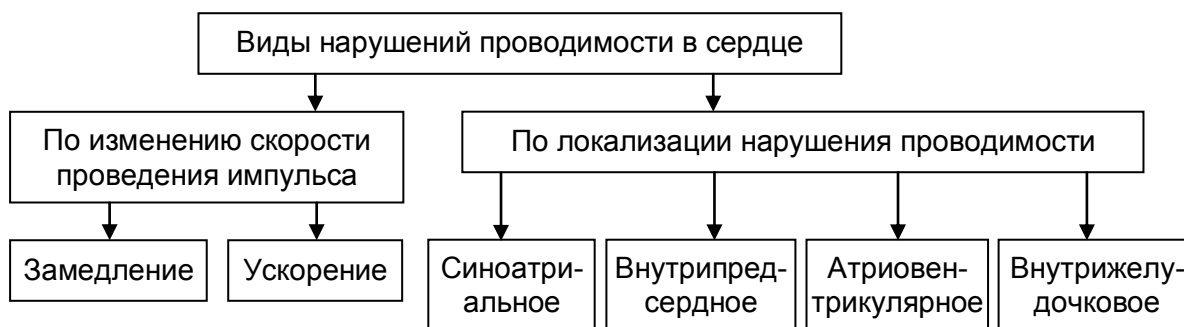 Виды нарушений проводимости в сердце
По изменению скорости
проведения импульса
По локализации нарушения проводимости
Замедление
Ускорение
Синоатри-
альное
Внутрипред-
сердное
Атриовен-
трикулярное
Внутрижелу-
дочковое